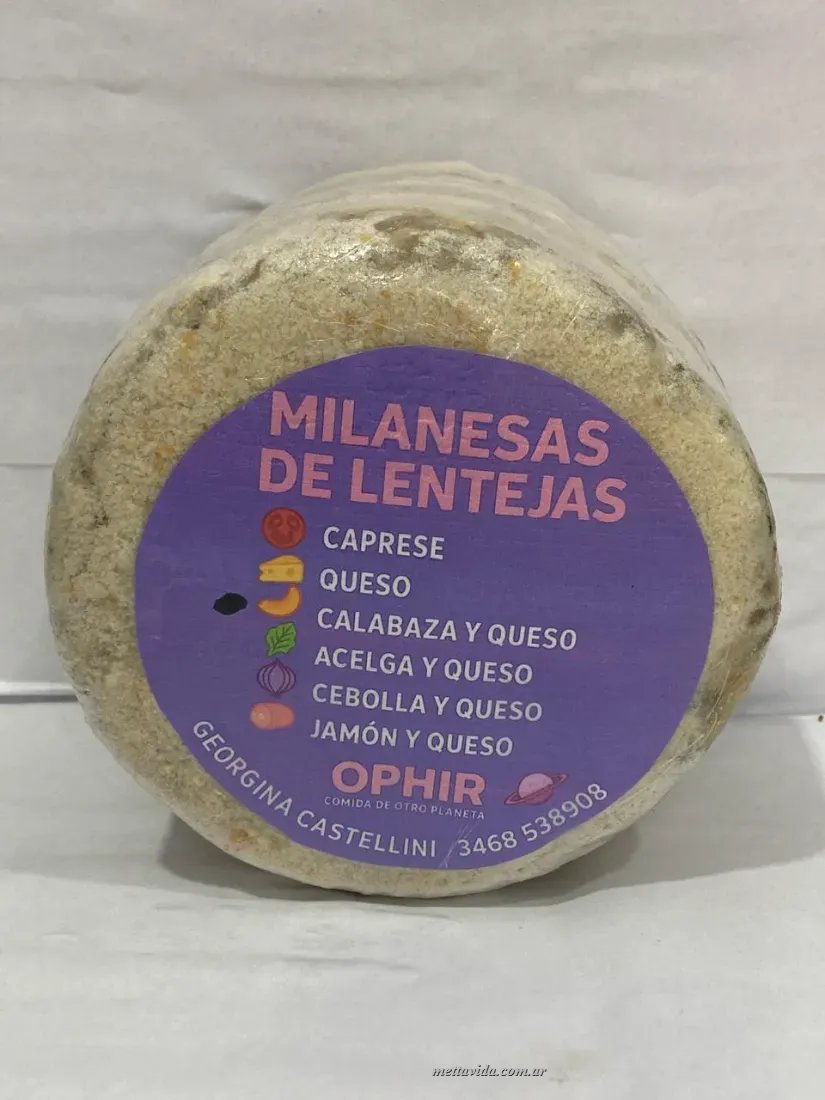 MILANESAS
DE LENTEJAS
CAPRESE
QUESO
CALABAZA Y QUESO
ACELGA Y QUESO
CEBOLLA Y QUESO
JAMÓN Y QUESO
OPHIR
COMIDA DE OTRO PLANETA
GEORGINA CASTELLINI 3468 538908
mettavida.com.ar